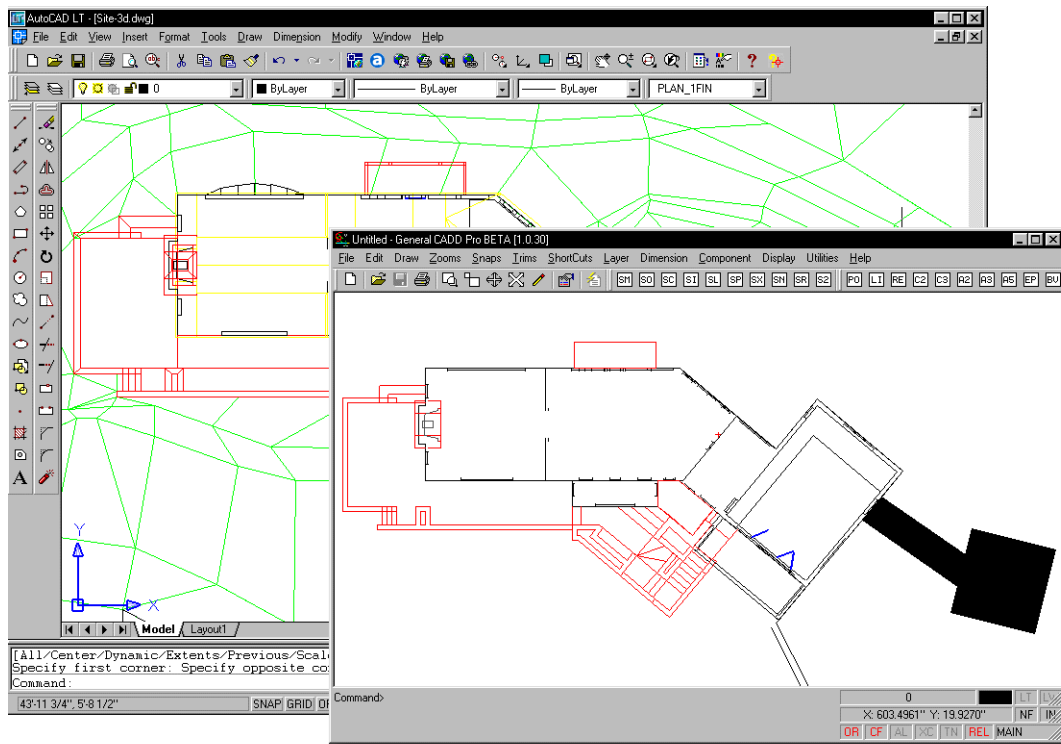 AutoCAD LT - [Site-3d.dwg]
File Edit View Insert Format Tools Draw Dimension Modify Window Help
0 ByLayer ByLayer ByLayer PLAN_1FIN
A
Y
X
Model Layout1
[All/Center/Dynamic/Extents/Previous/Scal
Specify first corner: Specify opposite co
Command:
43'-11 3/4", 5'-8 1/2" SNAP GRID OR
Untitled - General CADD Pro BETA [1.0.30]
File Edit Draw Zooms Snaps Trims ShortCuts Layer Dimension Component Display Utilities Help
SM SO SC SI SL SP SX SN SR S2 PO LI RE C2 C3 A2 A3 A5 EP BV
Command>
0 LT LV
X: 603.4961" Y: 19.9270" NF IN
OR CF AL XC TN REL MAIN